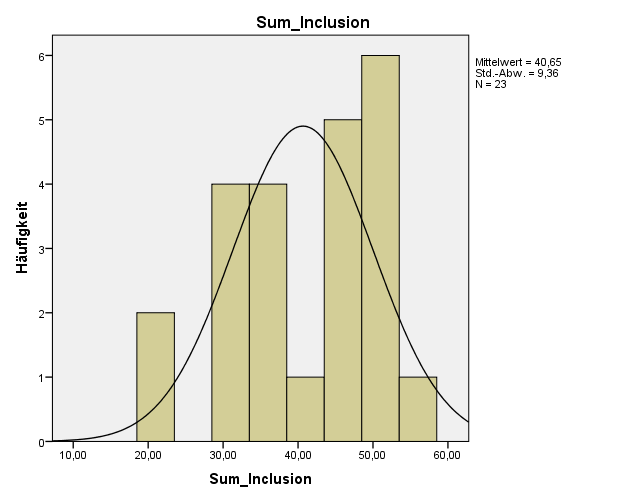 Sum_Inclusion
Mittelwert = 40,65
Std.-Abw. = 9,36
N = 23
Häufigkeit
6
5
4
3
2
1
0
10,00 20,00 30,00 40,00 50,00 60,00
Sum_Inclusion